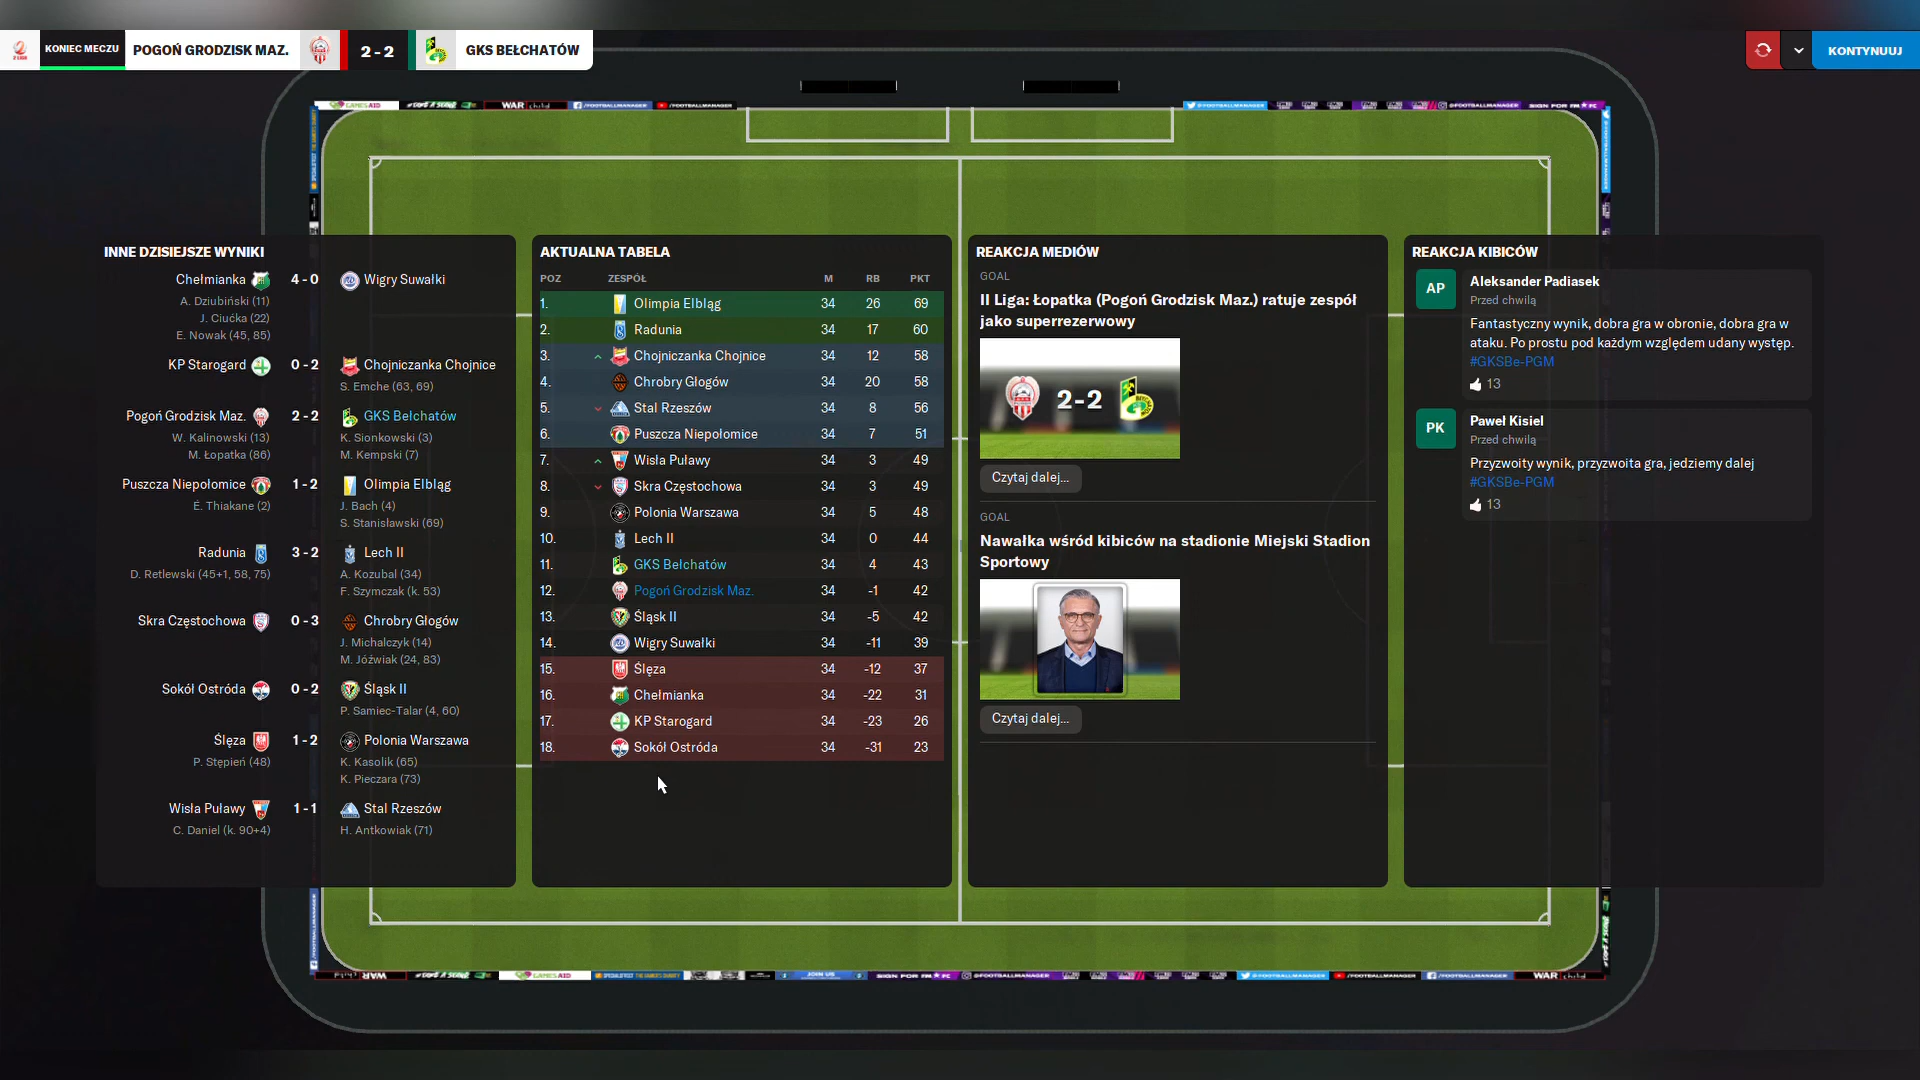 KONIEC MECZU
POGOŃ GRODZISK MAZ.
2 - 2
GKS BEŁCHATÓW
KONTYNUUJ
INNE DZISIEJSZE WYNIKI
Chełmianka 4 - 0 Wigry Suwałki
A. Dziubiński (11)
J. Ciućka (22)
E. Nowak (45, 85)
KP Starogard 0 - 2 Chojniczanka Chojnice
S. Emche (63, 69)
Pogoń Grodzisk Maz. 2 - 2 GKS Bełchatów
W. Kalinowski (13) K. Sionkowski (3)
M. Łopatka (86) M. Kempski (7)
Puszcza Niepołomice 1 - 2 Olimpia Elbląg
E. Thiakane (2) J. Bach (4)
S. Stanisławski (69)
Radunia 3 - 2 Lech II
D. Retlewski (45+1, 58, 75) A. Kozubal (34)
F. Szymczak (k. 53)
Skra Częstochowa 0 - 3 Chrobry Głogów
J. Michalczyk (14)
M. Jóźwiak (24, 83)
Sokół Ostróda 0 - 2 Śląsk II
P. Samiec-Talar (4, 60)
Ślęza 1 - 2 Polonia Warszawa
P. Stępień (48) K. Kasolik (65)
K. Pieczara (73)
Wisła Puławy 1 - 1 Stal Rzeszów
C. Daniel (k. 90+4) H. Antkowiak (71)
AKTUALNA TABELA
POZ ZESPÓŁ M RB PKT
1. Olimpia Elbląg 34 26 69
2. Radunia 34 17 60
3. Chojniczanka Chojnice 34 12 58
4. Chrobry Głogów 34 20 58
5. Stal Rzeszów 34 8 56
6. Puszcza Niepołomice 34 7 51
7. Wisła Puławy 34 3 49
8. Skra Częstochowa 34 3 49
9. Polonia Warszawa 34 5 48
10. Lech II 34 0 44
11. GKS Bełchatów 34 4 43
12. Pogoń Grodzisk Maz. 34 -1 42
13. Śląsk II 34 -5 42
14. Wigry Suwałki 34 -11 39
15. Ślęza 34 -12 37
16. Chełmianka 34 -22 31
17. KP Starogard 34 -23 26
18. Sokół Ostróda 34 -31 23
REAKCJA MEDIÓW
GOAL
II Liga: Łopatka (Pogoń Grodzisk Maz.) ratuje zespół
jako superrezerwowy
2-2
Czytaj dalej...
GOAL
Nawałka wśród kibiców na stadionie Miejski Stadion
Sportowy
Czytaj dalej...
REAKCJA KIBICÓW
AP
Aleksander Padiasek
Przed chwilą
Fantastyczny wynik, dobra gra w obronie, dobra gra w
ataku. Po prostu pod każdym względem udany występ.
#GKSBe-PGM
13
PK
Paweł Kisiel
Przed chwilą
Przyzwoity wynik, przyzwoita gra, jedziemy dalej
#GKSBe-PGM
13